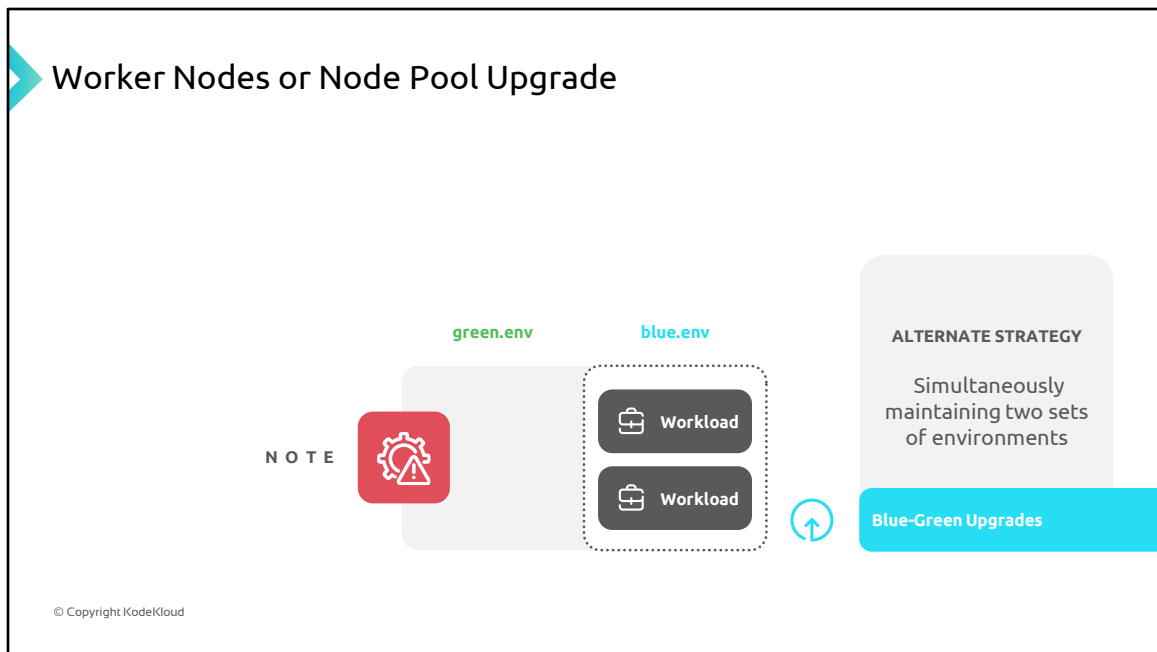 Worker Nodes or Node Pool Upgrade
green.env
blue.env
NOTE
Workload
Workload
ALTERNATE STRATEGY
Simultaneously
maintaining two sets
of environments
Blue-Green Upgrades
© Copyright KodeKloud